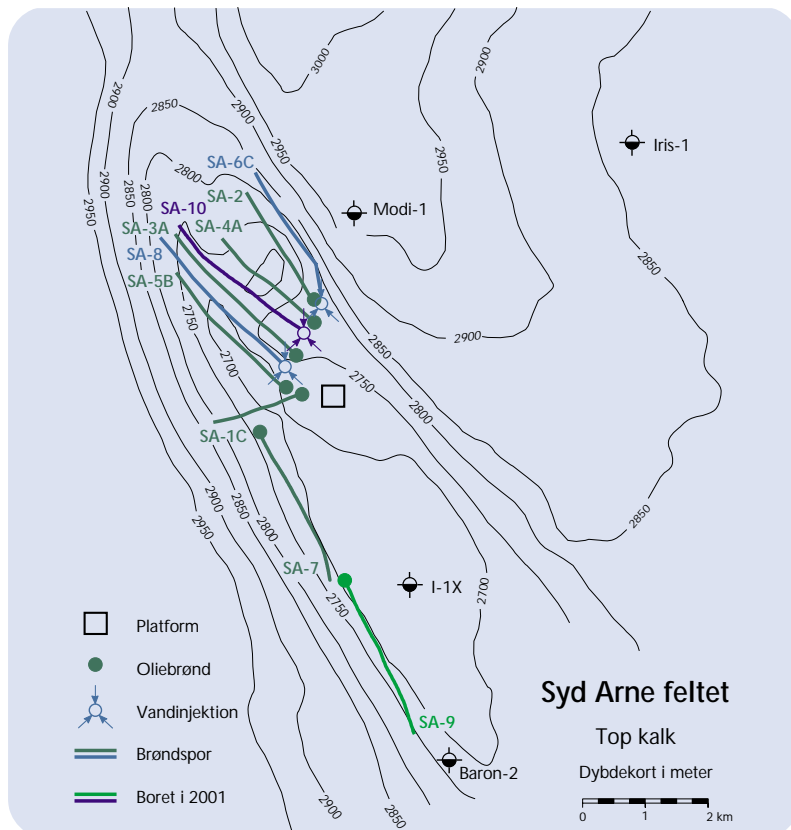 3000
2900
2900
2850
2900
2950
2950
Iris-1
SA-6C
2800
2900
2850
2800
2950
SA-2
SA-10
Modi-1
SA-3A
SA-4A
SA-8
2850
SA-5B
2750
2900
2850
2700
2750
2800
SA-1C
2900
2850
2950
2800
2850
SA-7
I-1X
2700
2750
Platform
Oliebrønd
Vandinjektion
Brøndspor
Boret i 2001
SA-9
Baron-2
2900
2850
Syd Arne feltet
Top kalk
Dybdekort i meter
0 1 2 km